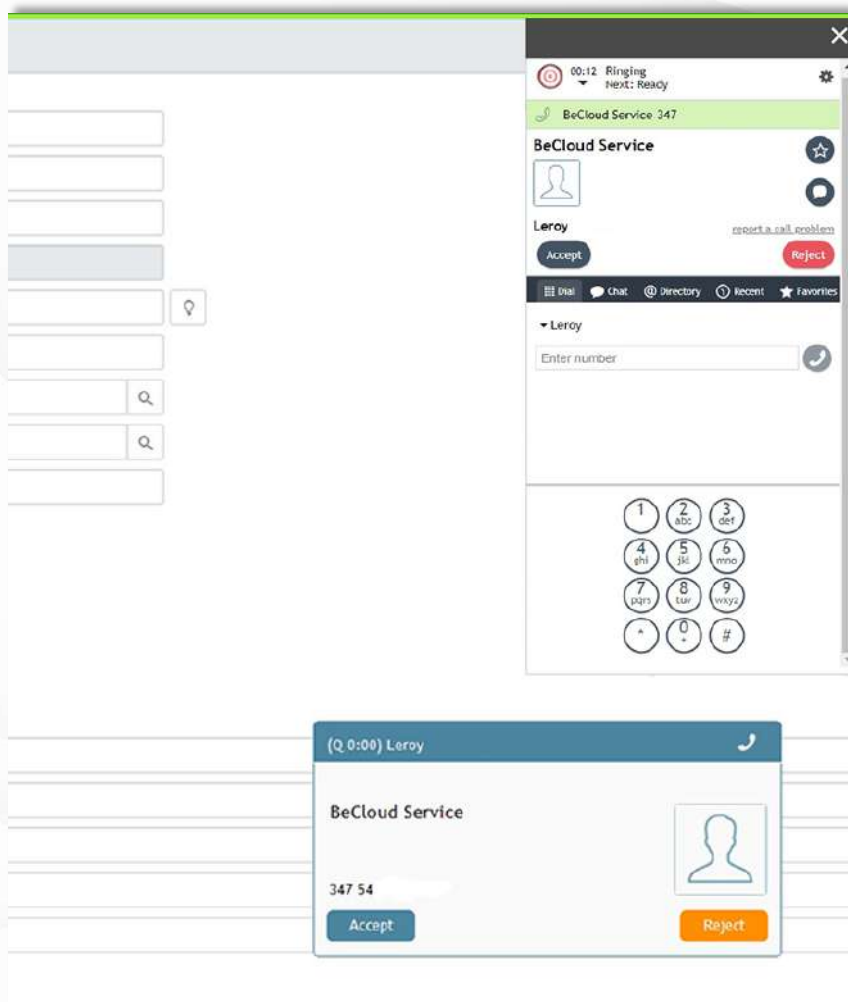 00:12 Ringing
Next: Ready
BeCloud Service 347
BeCloud Service
Leroy
report a call problem
Accept
Reject
Dial Chat Directory Recent Favorites
Leroy
Enter number
1
2 abc
3 def
4 ghi
5 jkl
6 mno
7 pqrs
8 tuv
9 wxyz
*
0 +
#
(Q 0:00) Leroy
BeCloud Service
347 54
Accept
Reject